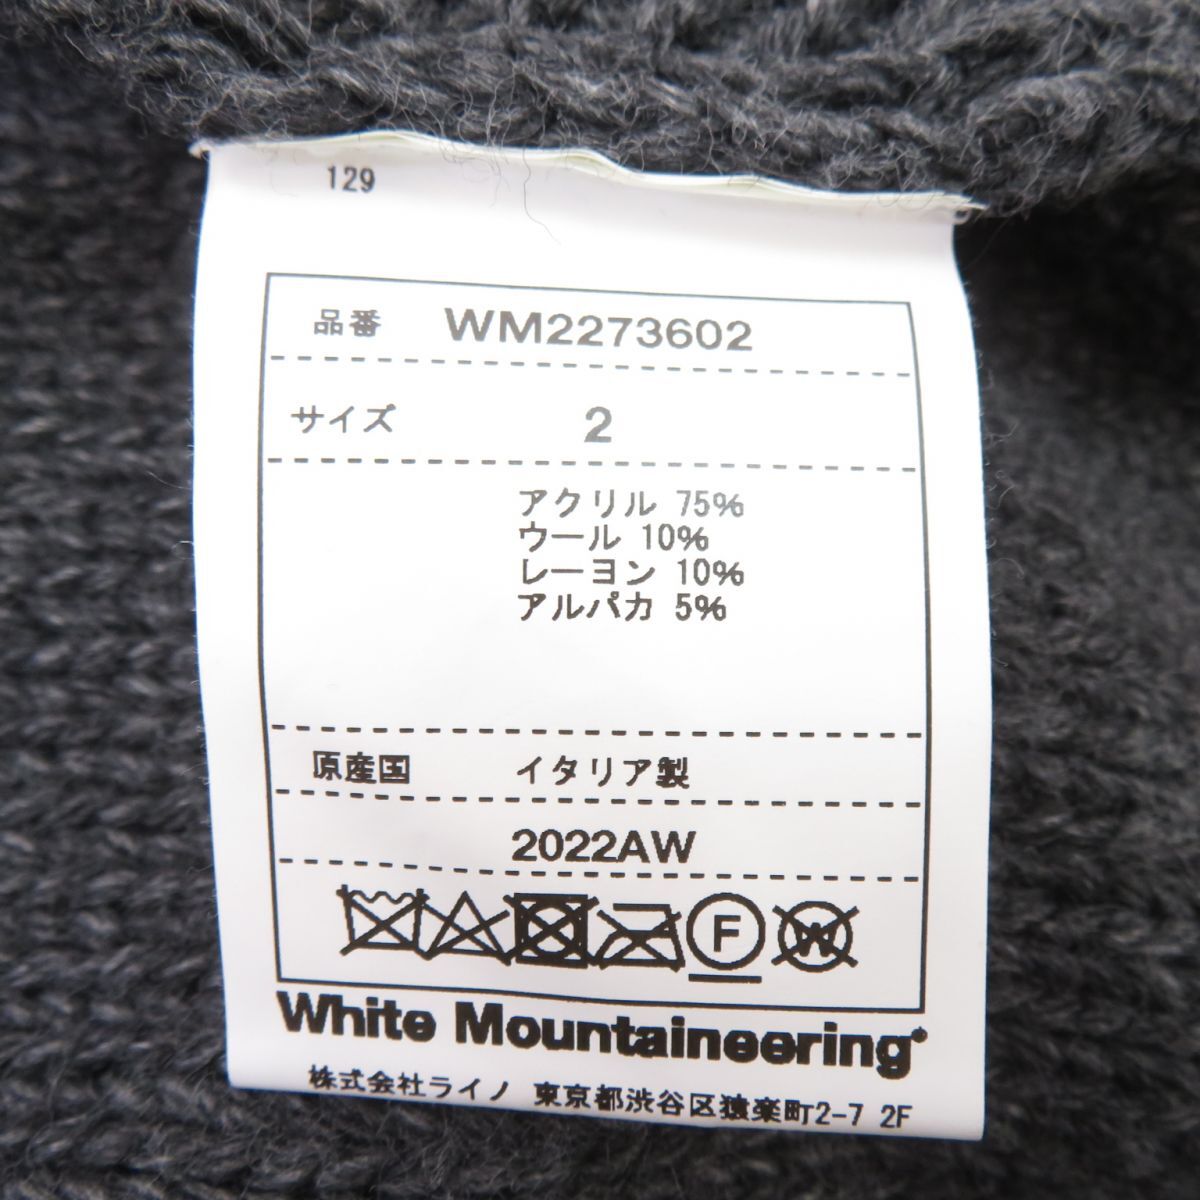 129
品番 WM2273602
サイズ 2
アクリル 75%
ウール 10%
レーヨン 10%
アルパカ 5%
原産国 イタリア製
2022AW
F W
White Mountaineering
株式会社ライノ 東京都渋谷区猿楽町2-7 2F